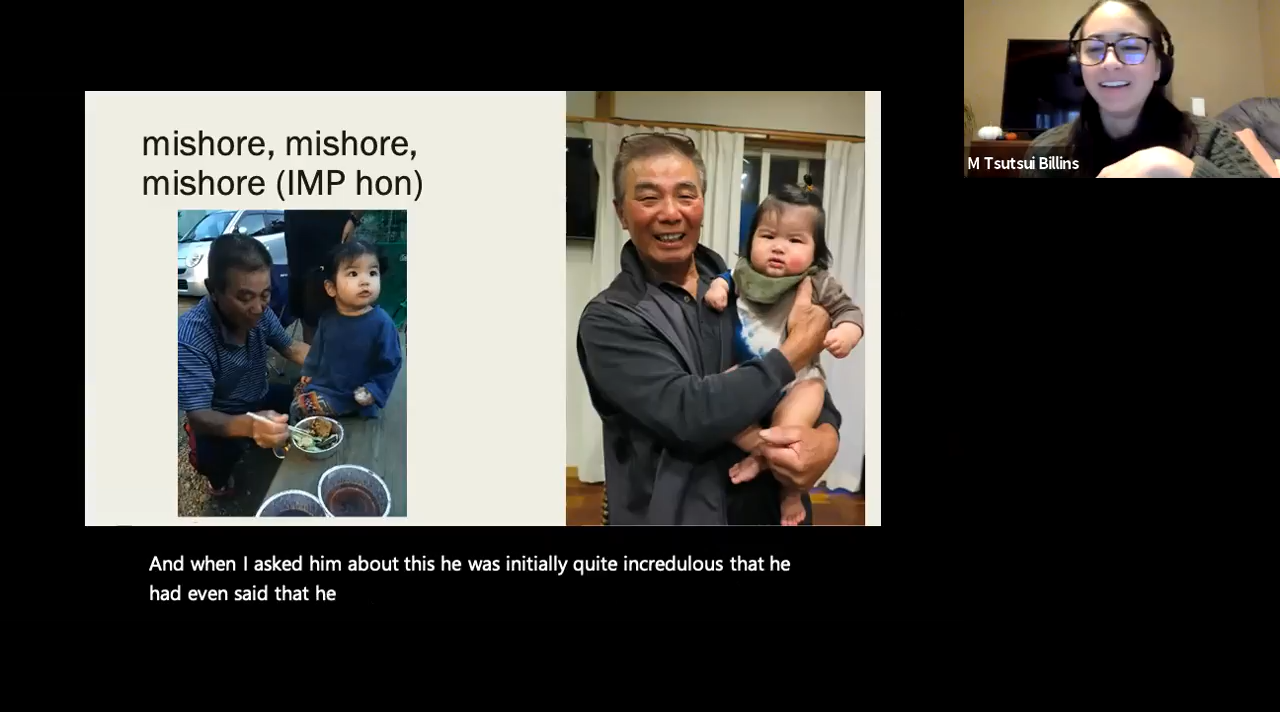 mishore, mishore,
mishore (IMP hon)
M Tsutsui Billins
And when I asked him about this he was initially quite incredulous that he
had even said that he